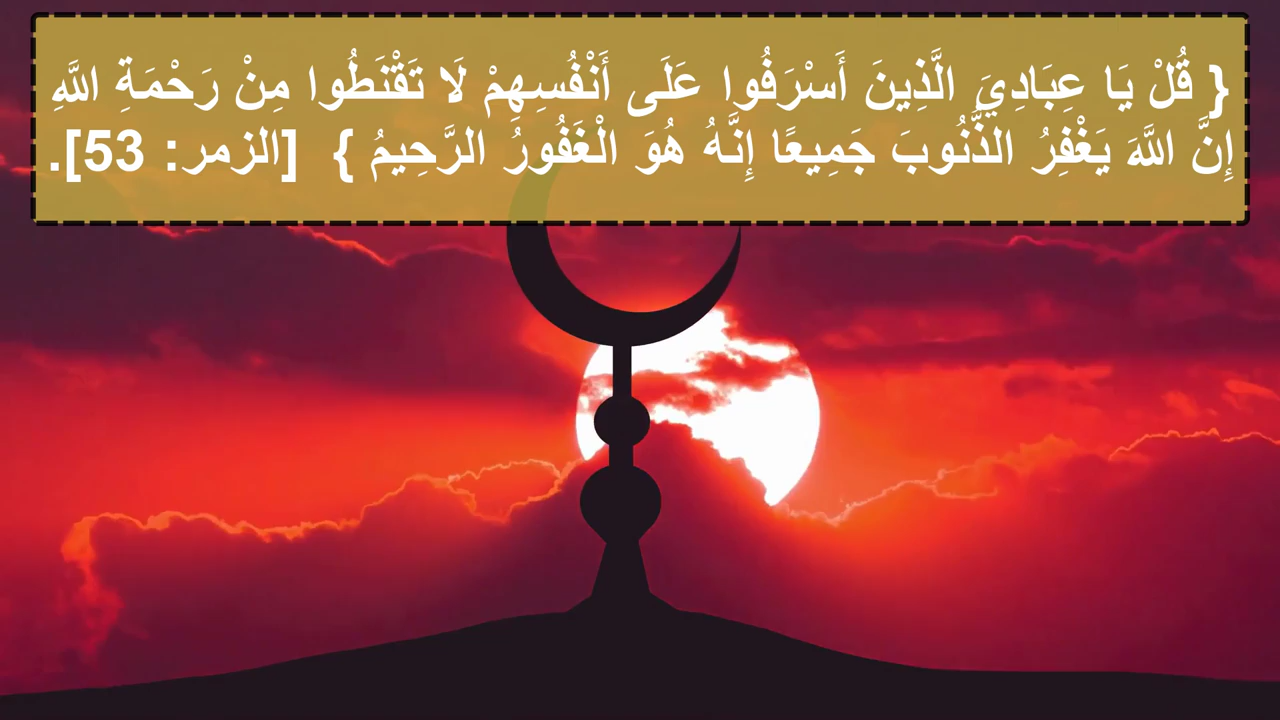 { قُلْ يَا عِبَادِيَ الَّذِينَ أَسْرَفُوا عَلَى أَنْفُسِهِمْ لَا تَقْنَطُوا مِنْ رَحْمَةِ اللَّهِ
إِنَّ اللَّهَ يَغْفِرُ الذُّنُوبَ جَمِيعًا إِنَّهُ هُوَ الْغَفُورُ الرَّحِيمُ } [الزمر: 53].